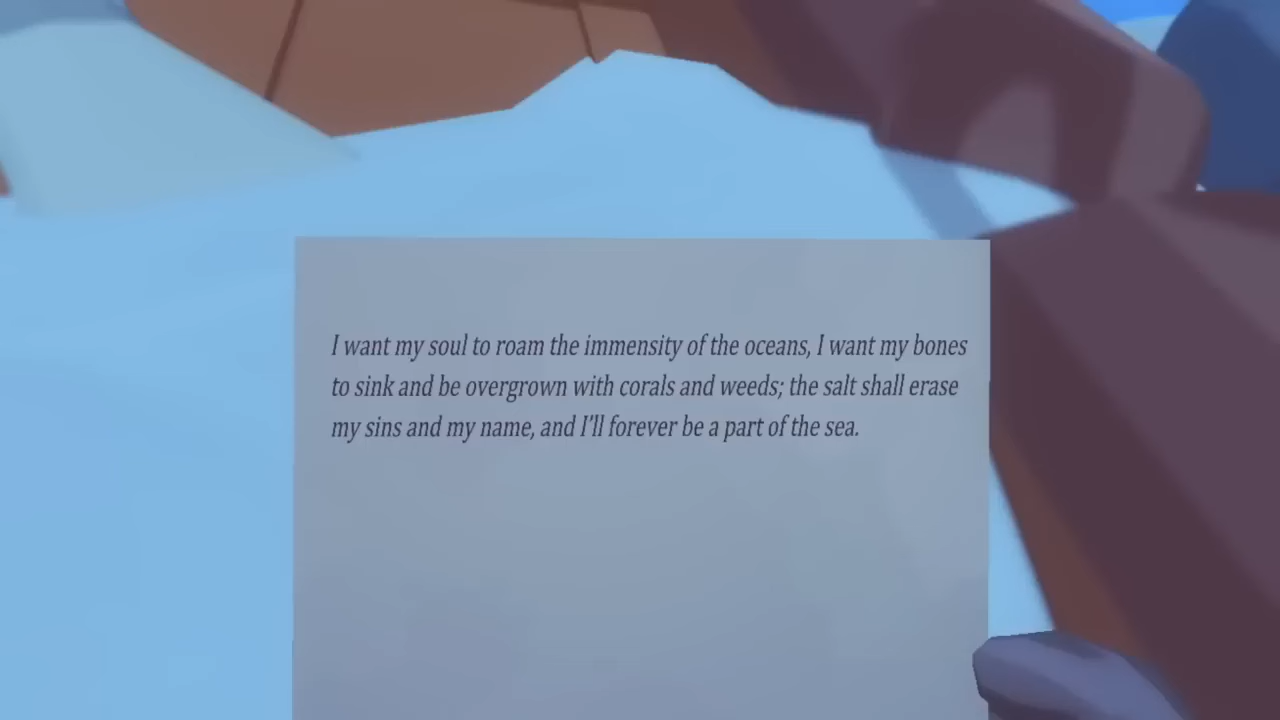 I want my soul to roam the immensity of the oceans, I want my bones
to sink and be overgrown with corals and weeds; the salt shall erase
my sins and my name, and I'll forever be a part of the sea.